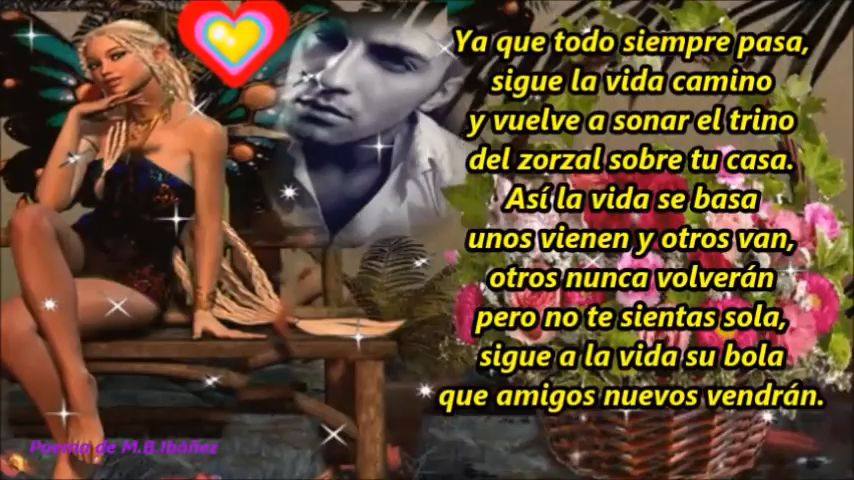 Ya que todo siempre pasa,
sigue la vida camino
y vuelve a sonar el trino
del zorzal sobre tu casa.
Así la vida se basa
unos vienen y otros van,
otros nunca volverán
pero no te sientas sola,
sigue a la vida su bola
que amigos nuevos vendrán.
Poema de M.B.Ibáñez